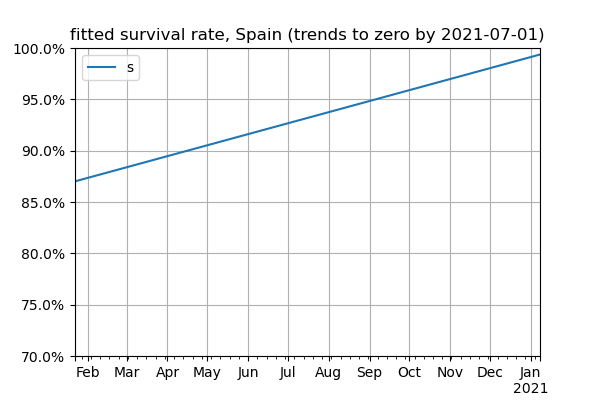 fitted survival rate, Spain (trends to zero by 2021-07-01)
100.0%
s
95.0%
90.0%
85.0%
80.0%
75.0%
70.0%
Feb Mar Apr May Jun Jul Aug Sep Oct Nov Dec Jan
2021